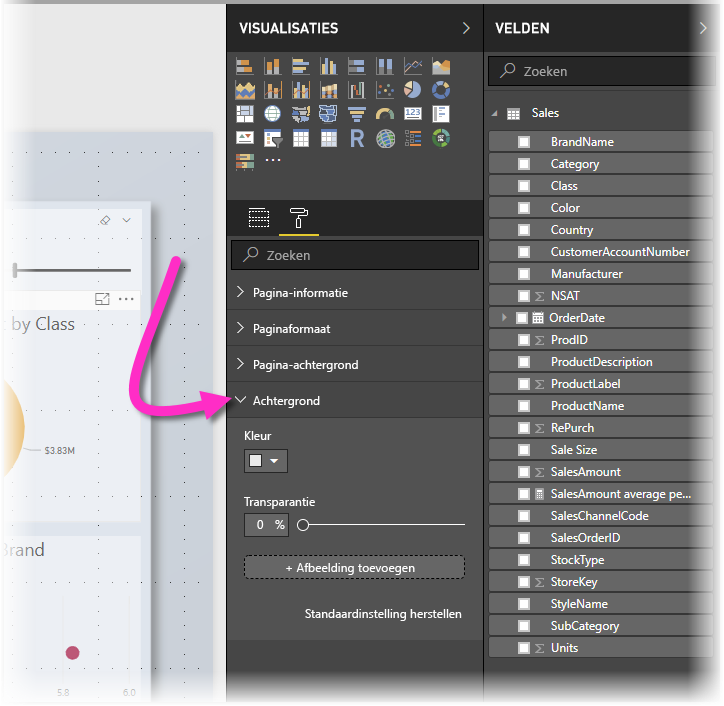 by Class
$3.83M
Brand
5.8
6.0
VISUALISATIES
123
R
Zoeken
Pagina-informatie
Paginaformaat
Pagina-achtergrond
Achtergrond
Kleur
Transparantie
0 %
+ Afbeelding toevoegen
Standaardinstelling herstellen
VELDEN
Zoeken
Sales
BrandName
Category
Class
Color
Country
CustomerAccountNumber
Manufacturer
Σ NSAT
OrderDate
Σ ProdID
ProductDescription
Σ ProductLabel
ProductName
Σ RePurch
Sale Size
Σ SalesAmount
SalesAmount average pe...
SalesChannelCode
SalesOrderID
StockType
Σ StoreKey
StyleName
SubCategory
Σ Units